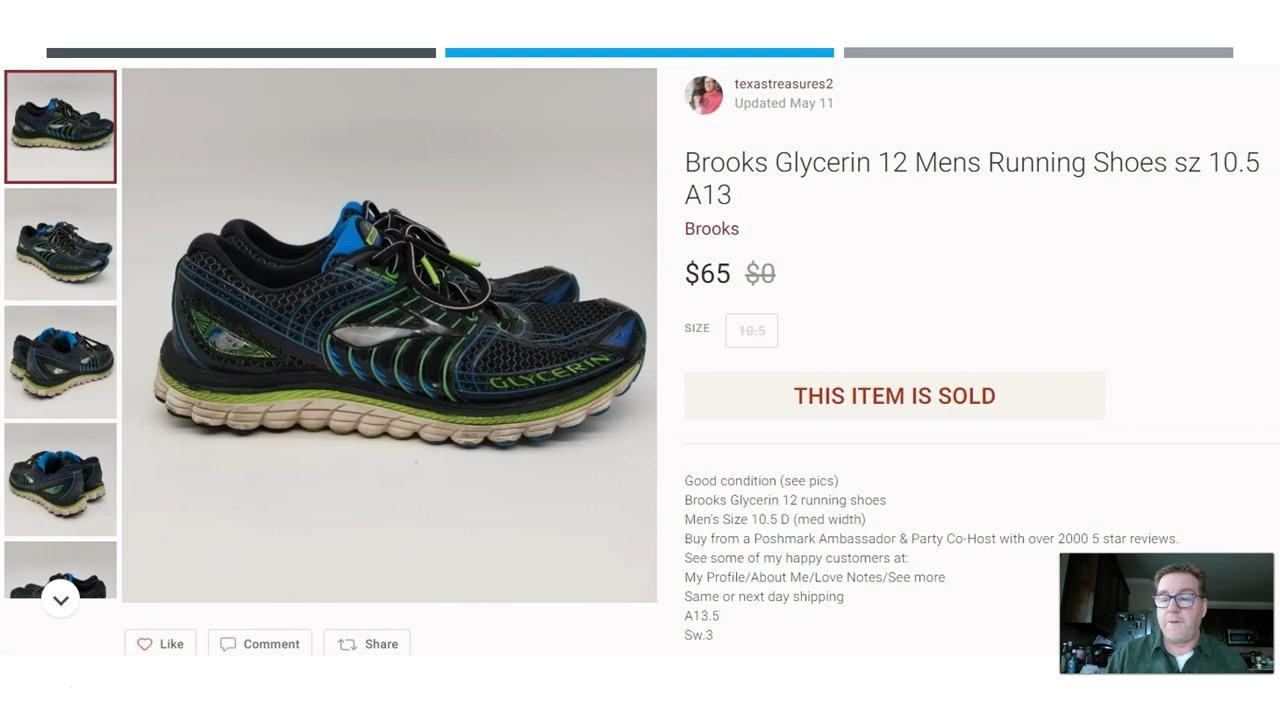 texastreasures2
Updated May 11
Brooks Glycerin 12 Mens Running Shoes sz 10.5
A13
Brooks
$65 $0
SIZE 10.5
THIS ITEM IS SOLD
GLYCERIN
Good condition (see pics)
Brooks Glycerin 12 running shoes
Men's Size 10.5 D (med width)
Buy from a Poshmark Ambassador & Party Co-Host with over 2000 5 star reviews.
See some of my happy customers at:
My Profile/About Me/Love Notes/See more
Same or next day shipping
A13.5
Sw.3
Like Comment Share